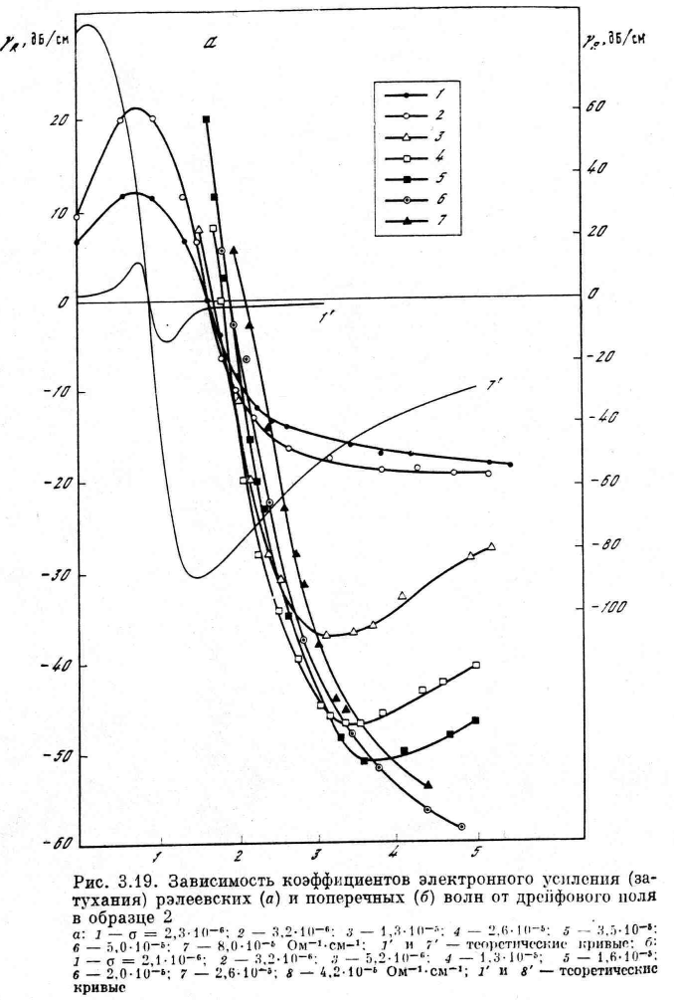 γR, дБ/см
а
γR, дБ/см
1
2
3
4
5
6
7
20
10
0
-10
-20
-30
-40
-50
-60
60
40
20
0
-20
-40
-60
-80
-100
1'
7'
1
2
3
4
5
Рис. 3.19. Зависимость коэффициентов электронного усиления (за-
тухания) рэлеевских (а) и поперечных (б) волн от дрейфового поля
в образце 2
а: 1 — σ = 2,3·10⁻⁶; 2 — 3,2·10⁻⁶; 3 — 1,3·10⁻⁵; 4 — 2,6·10⁻⁵; 5 — 3,5·10⁻⁵;
6 — 5,0·10⁻⁵; 7 — 8,0·10⁻⁵ Ом⁻¹·см⁻¹; 1' и 7' — теоретические кривые; б:
1 — σ = 2,1·10⁻⁶; 2 — 3,2·10⁻⁶; 3 — 5,2·10⁻⁶; 4 — 1,3·10⁻⁵; 5 — 1,6·10⁻⁵;
6 — 2,0·10⁻⁵; 7 — 2,6·10⁻⁵; 8 — 4,2·10⁻⁵ Ом⁻¹·см⁻¹; 1' и 8' — теоретические
кривые